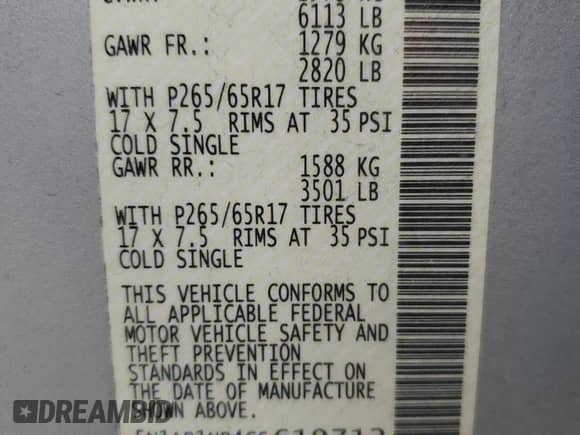 6113 LB
GAWR FR.: 1279 KG
2820 LB
WITH P265/65R17 TIRES
17 X 7.5 RIMS AT 35 PSI
COLD SINGLE
GAWR RR.: 1588 KG
3501 LB
WITH P265/65R17 TIRES
17 X 7.5 RIMS AT 35 PSI
COLD SINGLE
THIS VEHICLE CONFORMS TO
ALL APPLICABLE FEDERAL
MOTOR VEHICLE SAFETY AND
THEFT PREVENTION
STANDARDS IN EFFECT ON
THE DATE OF MANUFACTURE
SHOWN ABOVE.
DREAMBID